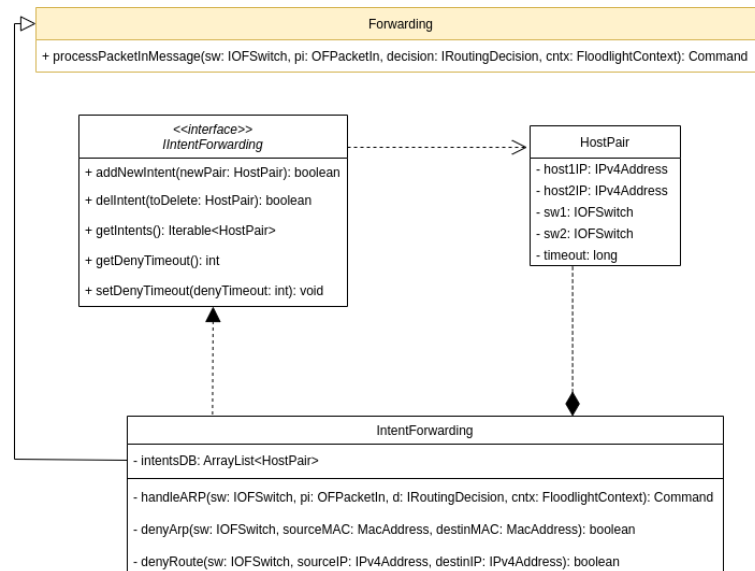 Forwarding
+ processPacketInMessage(sw: IOFSwitch, pi: OFPacketIn, decision: IRoutingDecision, cntx: FloodlightContext): Command
<<interface>>
IIntentForwarding
+ addNewIntent(newPair: HostPair): boolean
+ delIntent(toDelete: HostPair): boolean
+ getIntents(): Iterable<HostPair>
+ getDenyTimeout(): int
+ setDenyTimeout(denyTimeout: int): void
HostPair
- host1IP: IPv4Address
- host2IP: IPv4Address
- sw1: IOFSwitch
- sw2: IOFSwitch
- timeout: long
IntentForwarding
- intentsDB: ArrayList<HostPair>
- handleARP(sw: IOFSwitch, pi: OFPacketIn, d: IRoutingDecision, cntx: FloodlightContext): Command
- denyArp(sw: IOFSwitch, sourceMAC: MacAddress, destinMAC: MacAddress): boolean
- denyRoute(sw: IOFSwitch, sourceIP: IPv4Address, destinIP: IPv4Address): boolean